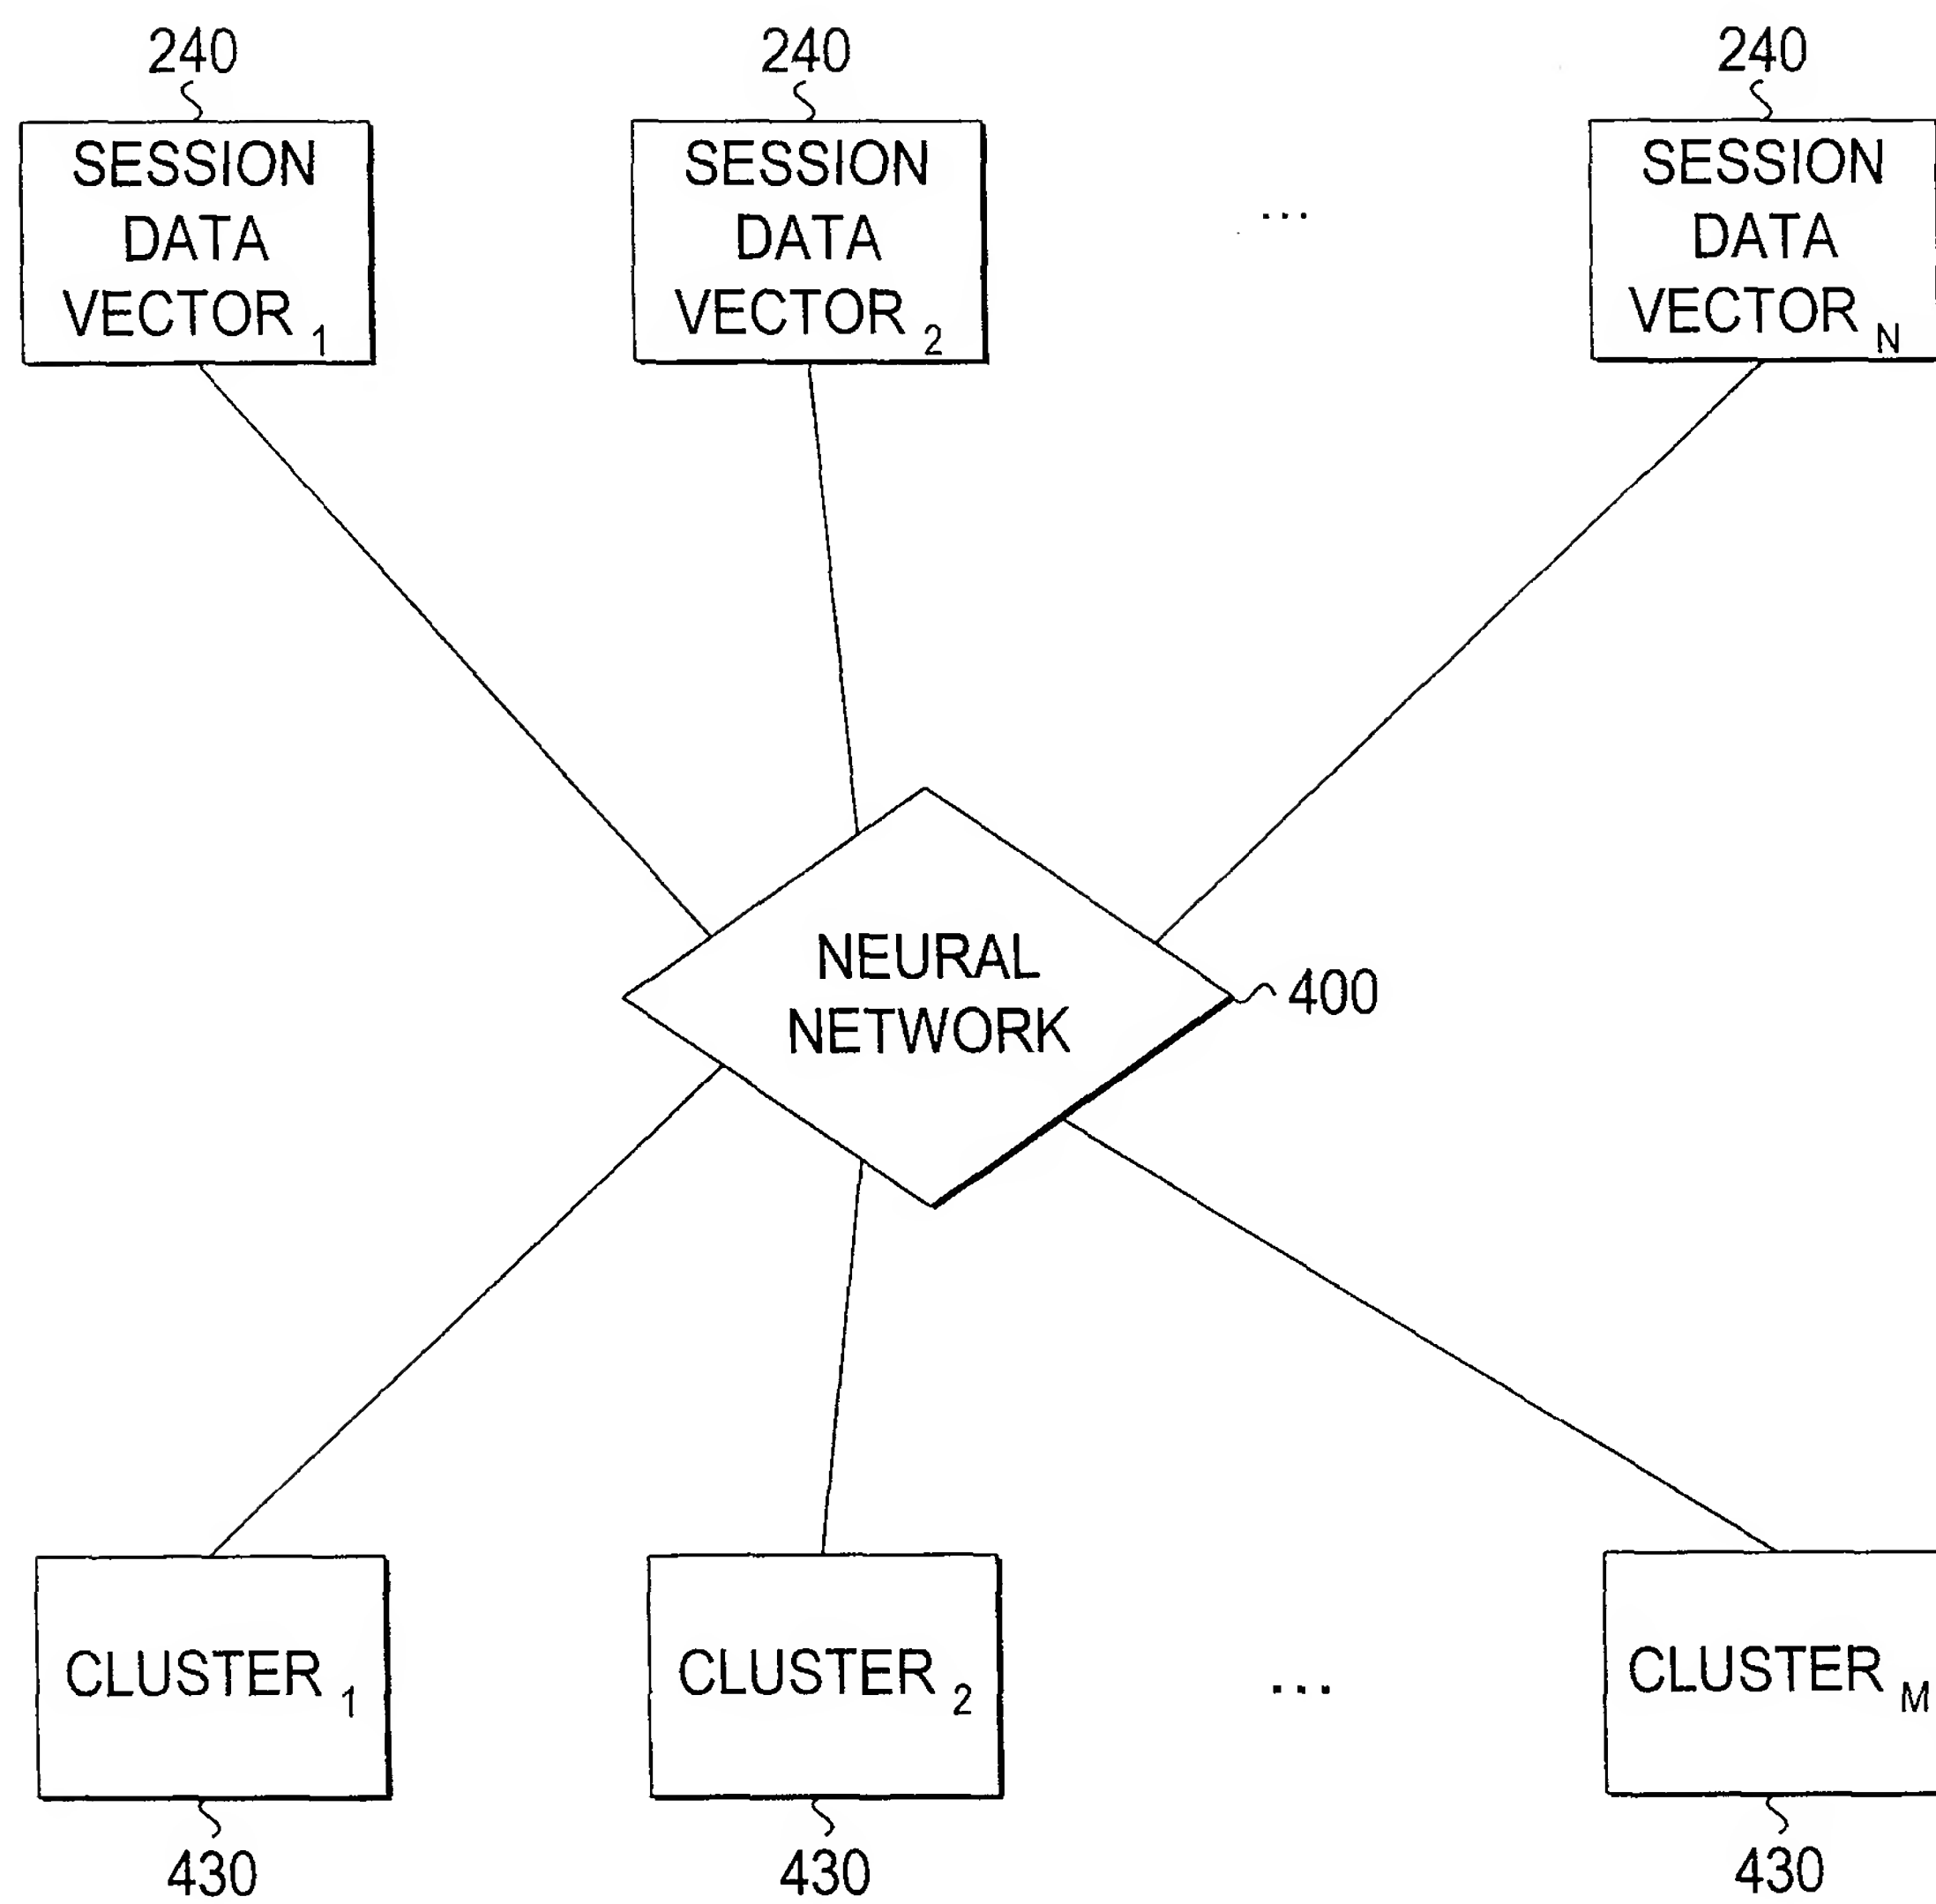 240 240 240
SESSION DATA VECTOR 1
SESSION DATA VECTOR 2
...
SESSION DATA VECTOR N
NEURAL NETWORK
400
CLUSTER 1
CLUSTER 2
...
CLUSTER M
430 430 430